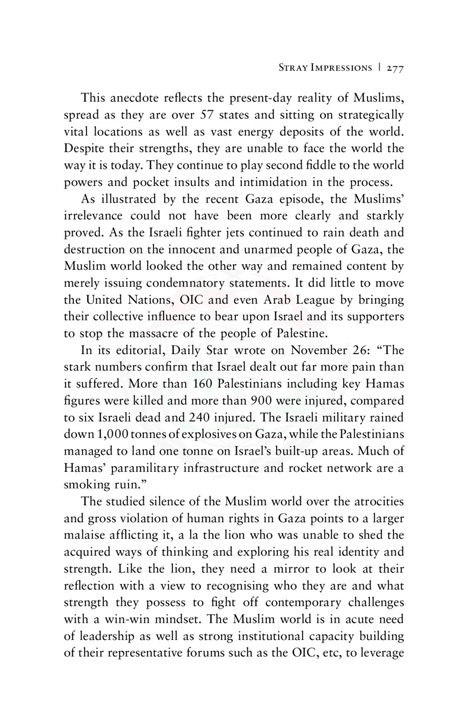 Stray Impressions | 277
This anecdote reflects the present-day reality of Muslims,
spread as they are over 57 states and sitting on strategically
vital locations as well as vast energy deposits of the world.
Despite their strengths, they are unable to face the world the
way it is today. They continue to play second fiddle to the world
powers and pocket insults and intimidation in the process.
As illustrated by the recent Gaza episode, the Muslims’
irrelevance could not have been more clearly and starkly
proved. As the Israeli fighter jets continued to rain death and
destruction on the innocent and unarmed people of Gaza, the
Muslim world looked the other way and remained content by
merely issuing condemnatory statements. It did little to move
the United Nations, OIC and even Arab League by bringing
their collective influence to bear upon Israel and its supporters
to stop the massacre of the people of Palestine.
In its editorial, Daily Star wrote on November 26: “The
stark numbers confirm that Israel dealt out far more pain than
it suffered. More than 160 Palestinians including key Hamas
figures were killed and more than 900 were injured, compared
to six Israeli dead and 240 injured. The Israeli military rained
down 1,000 tonnes of explosives on Gaza, while the Palestinians
managed to land one tonne on Israel’s built-up areas. Much of
Hamas’ paramilitary infrastructure and rocket network are a
smoking ruin.”
The studied silence of the Muslim world over the atrocities
and gross violation of human rights in Gaza points to a larger
malaise afflicting it, a la the lion who was unable to shed the
acquired ways of thinking and exploring his real identity and
strength. Like the lion, they need a mirror to look at their
reflection with a view to recognising who they are and what
strength they possess to fight off contemporary challenges
with a win-win mindset. The Muslim world is in acute need
of leadership as well as strong institutional capacity building
of their representative forums such as the OIC, etc, to leverage